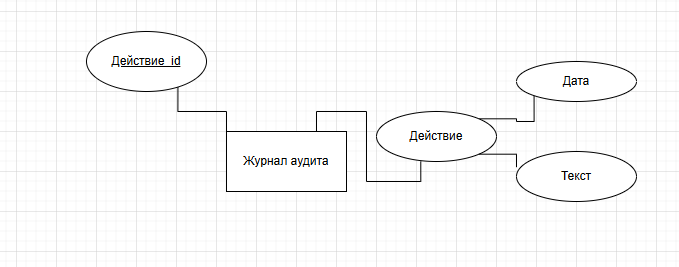 Действие_id
Дата
Действие
Журнал аудита
Текст